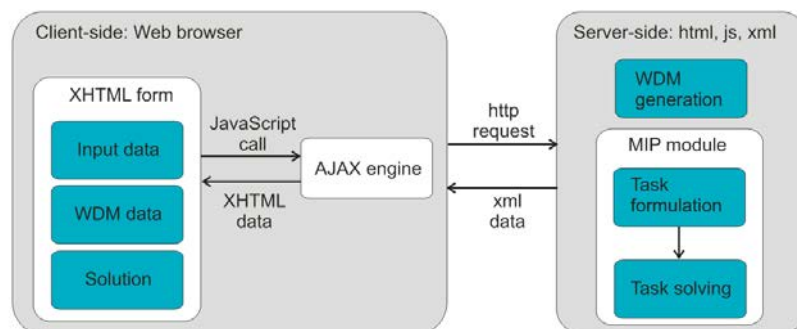 Client-side: Web browser
XHTML form
Input data
WDM data
Solution
JavaScript
call
XHTML
data
AJAX engine
http
request
xml
data
Server-side: html, js, xml
WDM
generation
MIP module
Task
formulation
Task solving